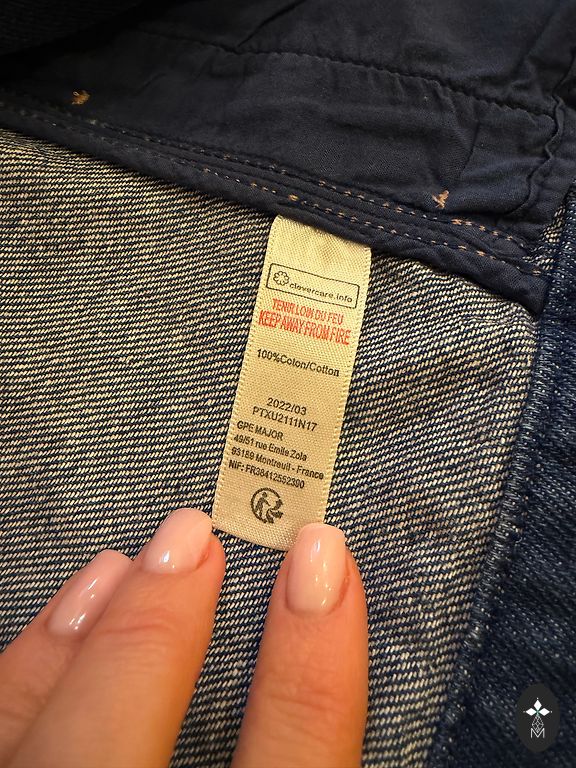 clevercare.info
TENIR LOIN DU FEU
KEEP AWAY FROM FIRE
100%Coton/Cotton
2022/03
PTXU2111N17
GPE MAJOR
49/51 rue Emile Zola
93189 Montreuil - France
NIF: FR38412552390
M